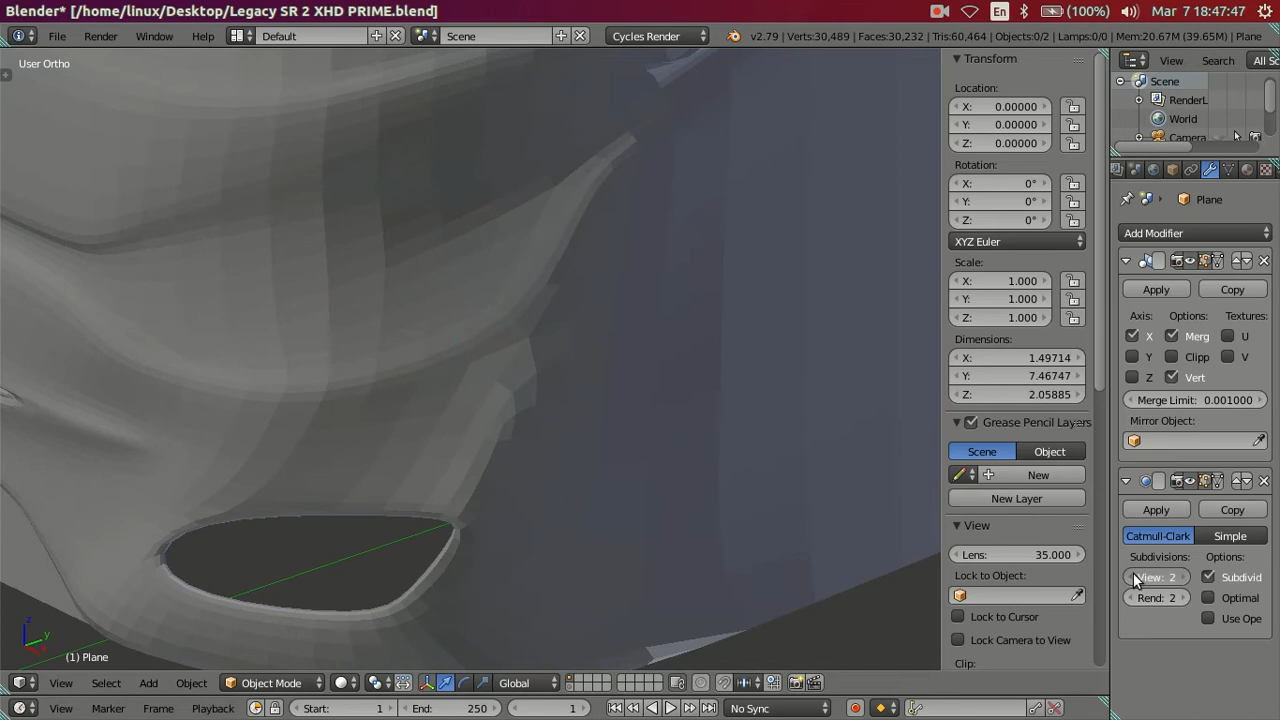 Blender* [/home/linux/Desktop/Legacy SR 2 XHD PRIME.blend]
En (100%) Mar 7 18:47:47
File Render Window Help Default Scene Cycles Render v2.79 | Verts:30,489 | Faces:30,232 | Tris:60,464 | Objects:0/2 | Lamps:0/0 | Mem:20.67M (39.65M) | Plane
User Ortho
Transform
Location:
X: 0.00000
Y: 0.00000
Z: 0.00000
Rotation:
X: 0°
Y: 0°
Z: 0°
XYZ Euler
Scale:
X: 1.000
Y: 1.000
Z: 1.000
Dimensions:
X: 1.49714
Y: 7.46747
Z: 2.05885
Grease Pencil Layers
Scene Object
New
New Layer
View
Lens: 35.000
Lock to Object:
Lock to Cursor
Lock Camera to View
Clip:
View Search All Sc
Scene
RenderL
World
Camera
Plane
Add Modifier
Apply Copy
Axis: Options: Textures:
X Merg U
Y Clipp V
Z Vert
Merge Limit: 0.001000
Mirror Object:
Apply Copy
Catmull-Clark Simple
Subdivisions: Options:
View: 2 Subdivid
Rend: 2 Optimal
Use Ope
z y x
(1) Plane
View Select Add Object Object Mode Global
View Marker Frame Playback Start: 1 End: 250 1 No Sync